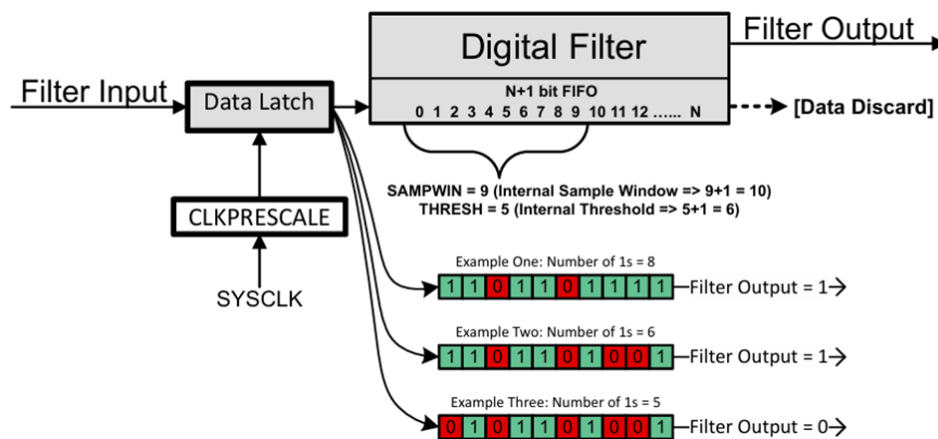 Filter Input
Data Latch
CLKPRESCALE
SYSCLK
Digital Filter
N+1 bit FIFO
0 1 2 3 4 5 6 7 8 9 10 11 12 ...... N
Filter Output
[Data Discard]
SAMPWIN = 9 (Internal Sample Window => 9+1 = 10)
THRESH = 5 (Internal Threshold => 5+1 = 6)
Example One: Number of 1s = 8
1 1 0 1 1 0 1 1 1 1
Filter Output = 1
Example Two: Number of 1s = 6
1 1 0 1 1 0 1 0 0 1
Filter Output = 1
Example Three: Number of 1s = 5
0 1 0 1 1 0 1 0 0 1
Filter Output = 0